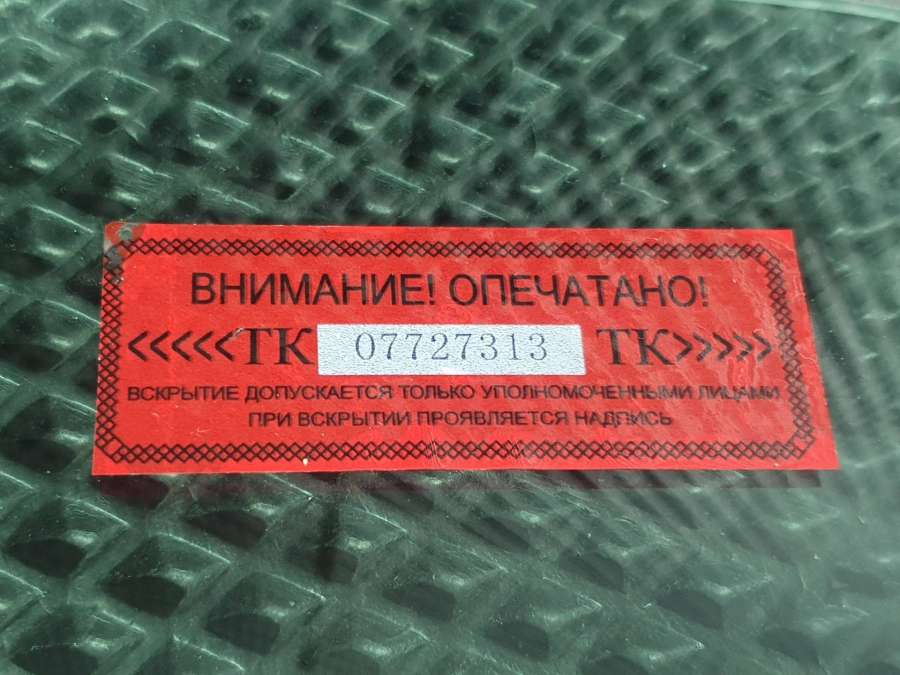 ВНИМАНИЕ! ОПЕЧАТАНО!
<<<<<ТК 07727313 ТК>>>>>
ВСКРЫТИЕ ДОПУСКАЕТСЯ ТОЛЬКО УПОЛНОМОЧЕННЫМИ ЛИЦАМИ
ПРИ ВСКРЫТИИ ПРОЯВЛЯЕТСЯ НАДПИСЬ